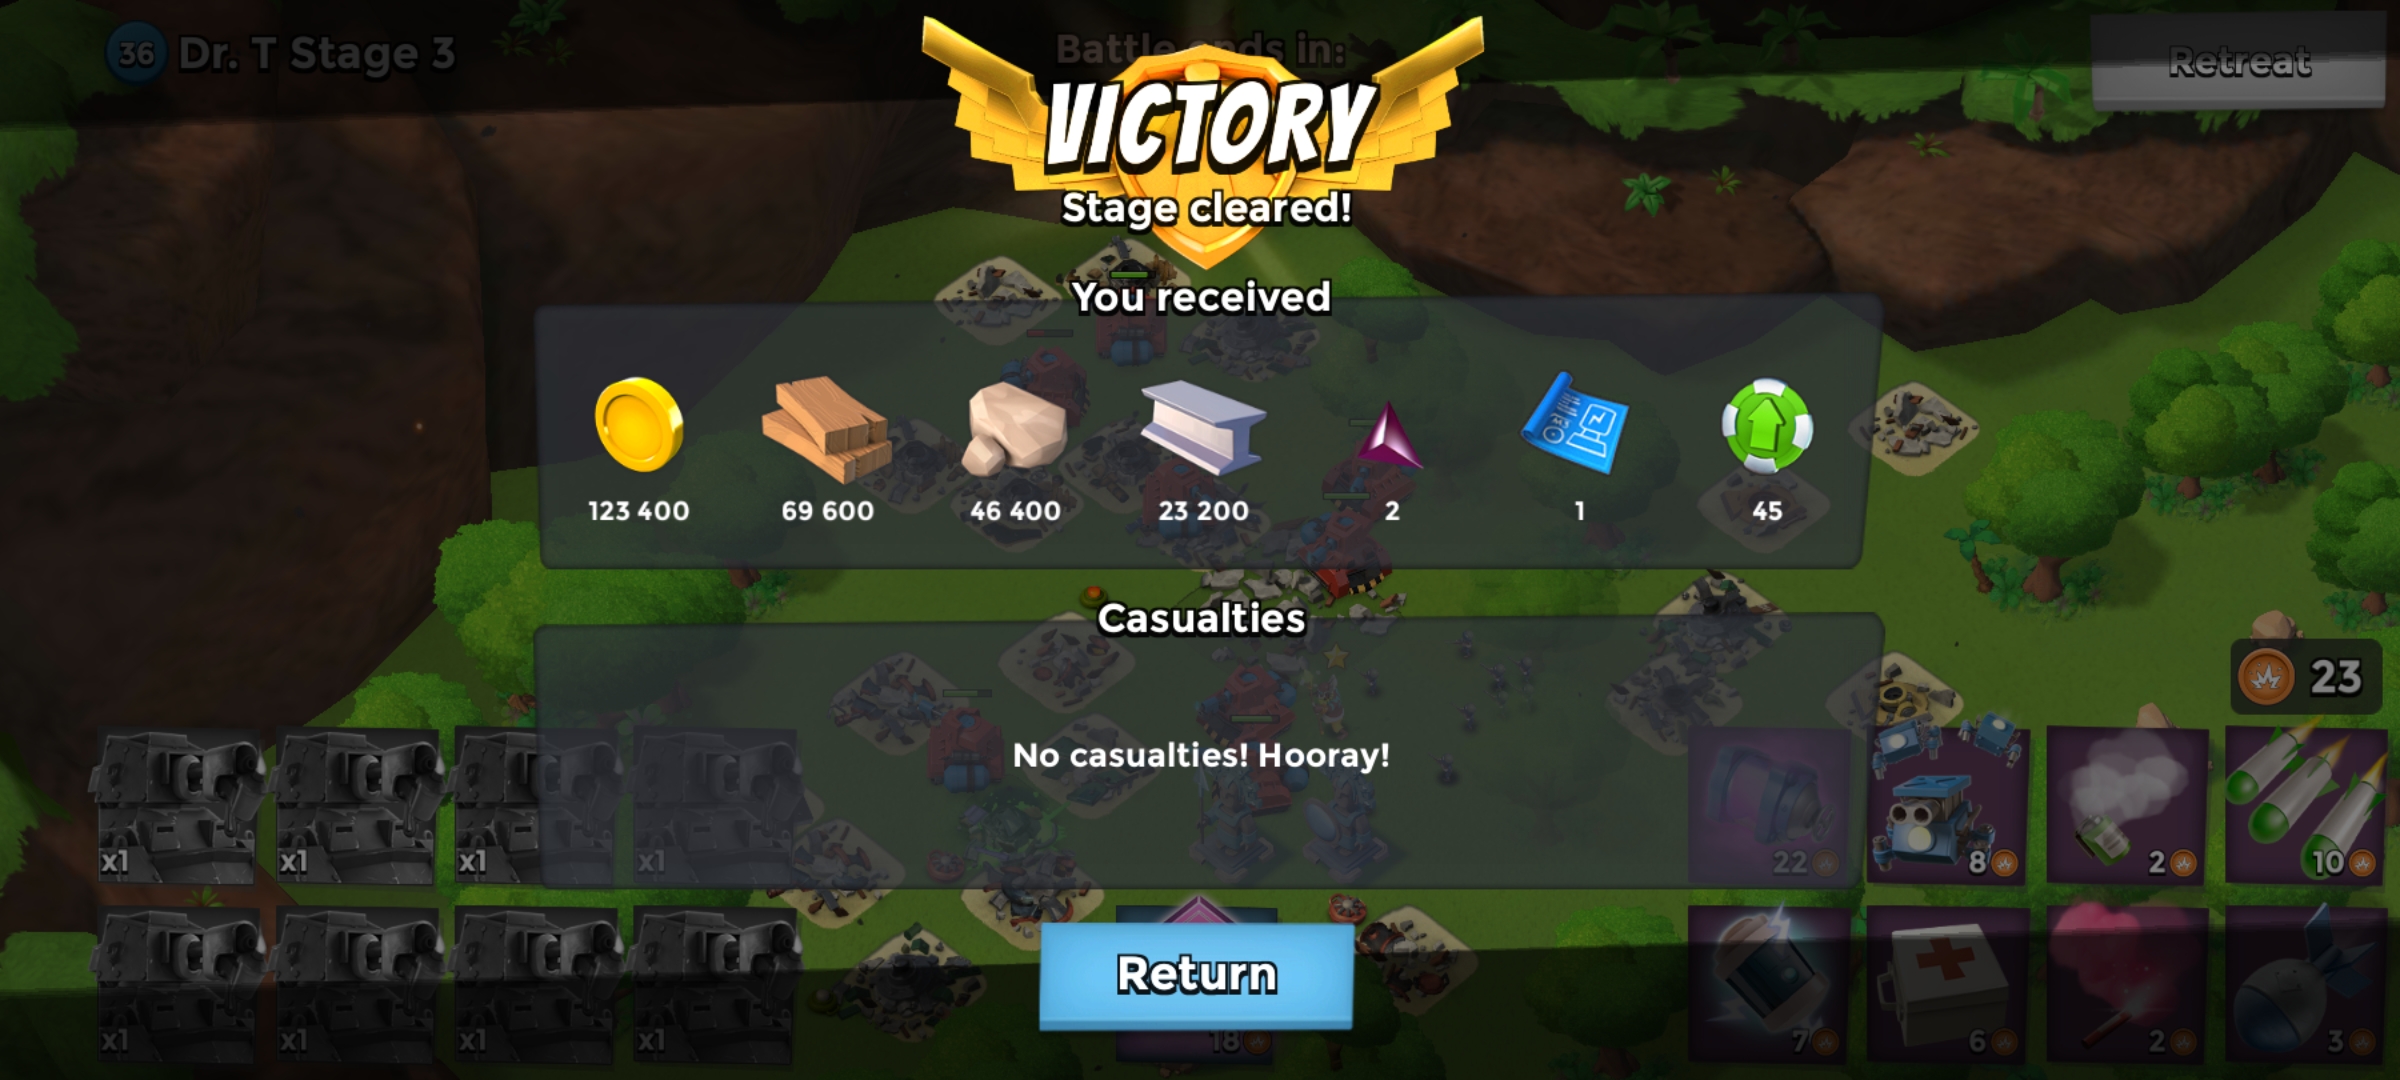 36 Dr. T Stage 3
Battle ends in:
Retreat
VICTORY
Stage cleared!
You received
123 400
69 600
46 400
23 200
2
1
45
Casualties
No casualties! Hooray!
23
x1
x1
x1
x1
22
8
2
10
x1
x1
x1
x1
Return
18
7
6
2
3